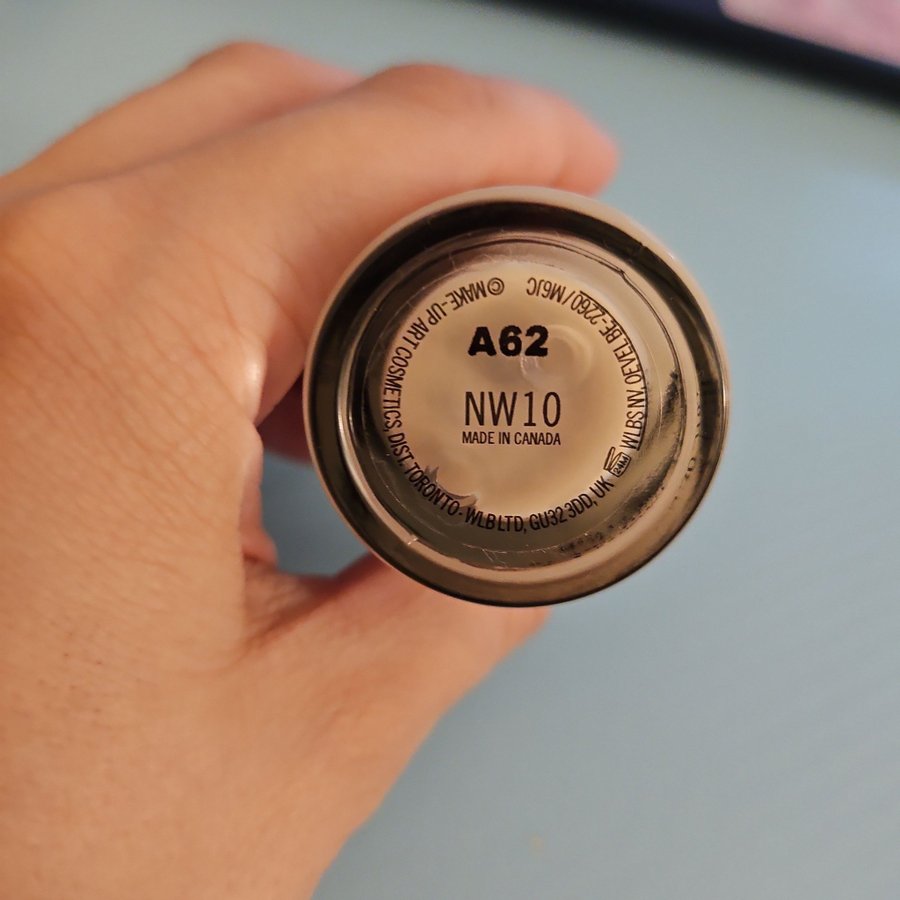 A62
NW10
MADE IN CANADA
© MAKE-UP ART COSMETICS, DIST. TORONTO - WLB LTD, GU32 3DD, UK 24M WLBS NV, OEVEL BE - 2260 / M6JC